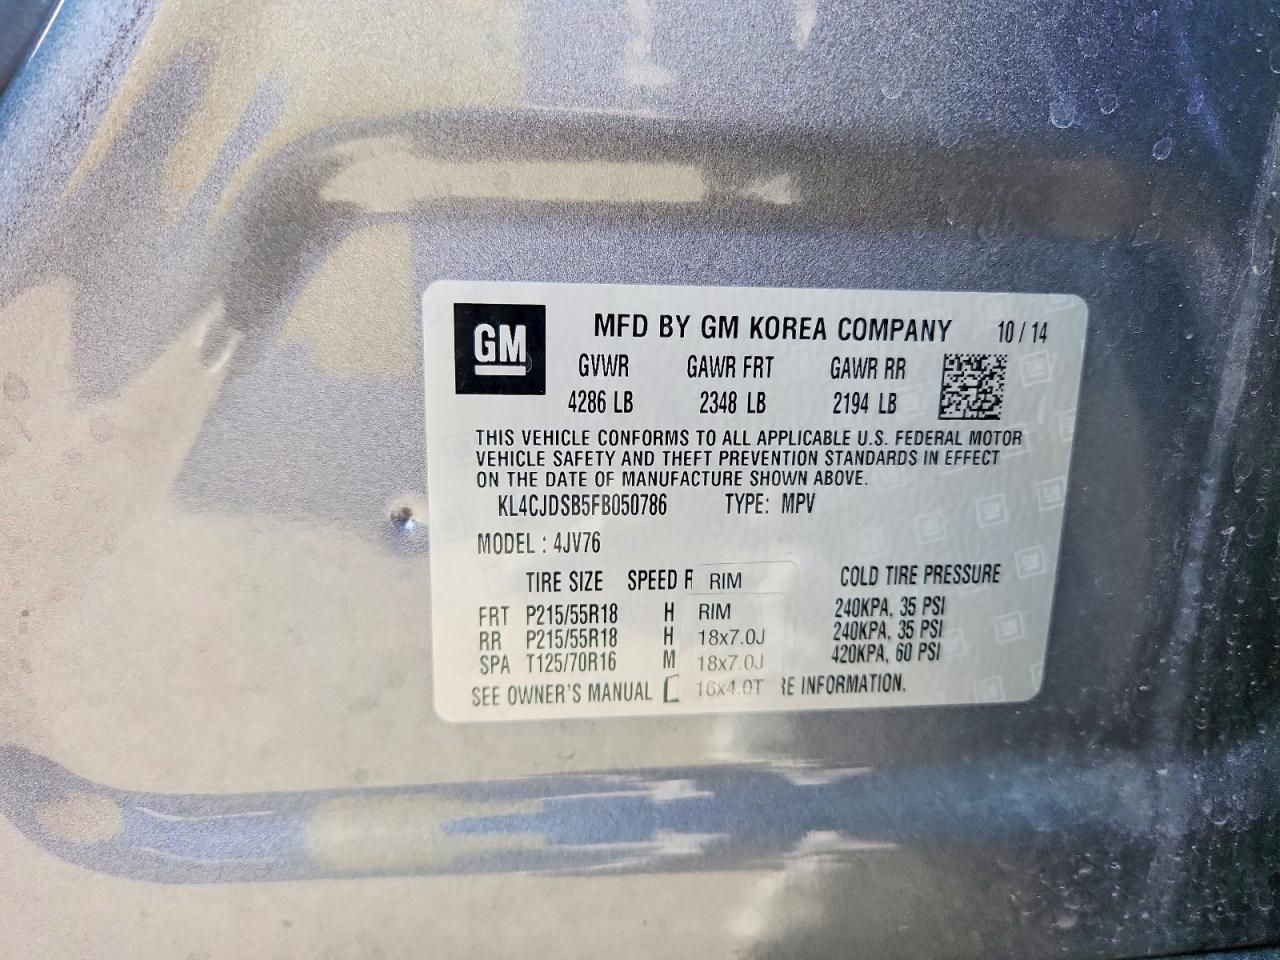 GM
MFD BY GM KOREA COMPANY 10 / 14
GVWR GAWR FRT GAWR RR
4286 LB 2348 LB 2194 LB
THIS VEHICLE CONFORMS TO ALL APPLICABLE U.S. FEDERAL MOTOR
VEHICLE SAFETY AND THEFT PREVENTION STANDARDS IN EFFECT
ON THE DATE OF MANUFACTURE SHOWN ABOVE.
KL4CJDSB5FB050786 TYPE: MPV
MODEL : 4JV76
TIRE SIZE SPEED R RIM COLD TIRE PRESSURE
FRT P215/55R18 H RIM 240KPA, 35 PSI
RR P215/55R18 H 18x7.0J 240KPA, 35 PSI
SPA T125/70R16 M 18x7.0J 420KPA, 60 PSI
SEE OWNER'S MANUAL 16x4.0T RE INFORMATION.